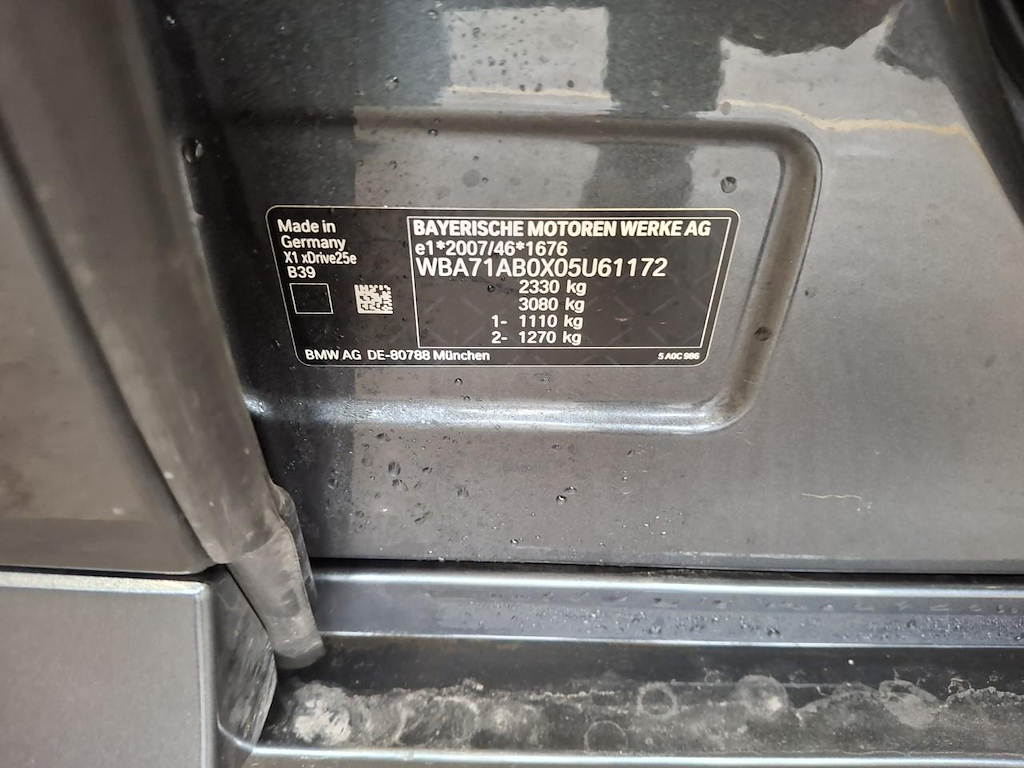 Made in
Germany
X1 xDrive25e
B39
BAYERISCHE MOTOREN WERKE AG
e1*2007/46*1676
WBA71AB0X05U61172
2330 kg
3080 kg
1- 1110 kg
2- 1270 kg
BMW AG DE-80788 München
5 A0C 986